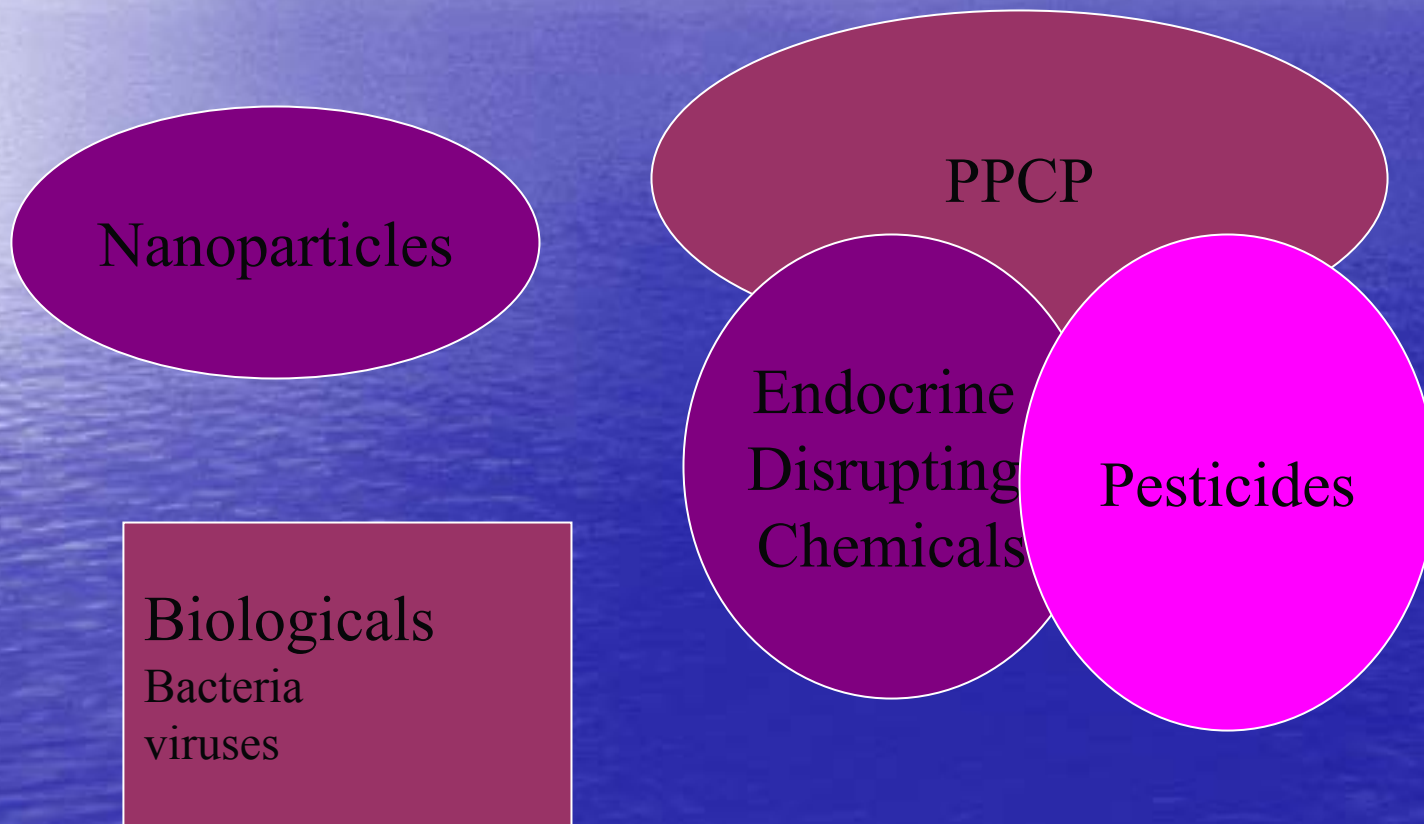 PPCP
Nanoparticles
Endocrine
Disrupting
Chemicals
Pesticides
Biologicals
Bacteria
viruses